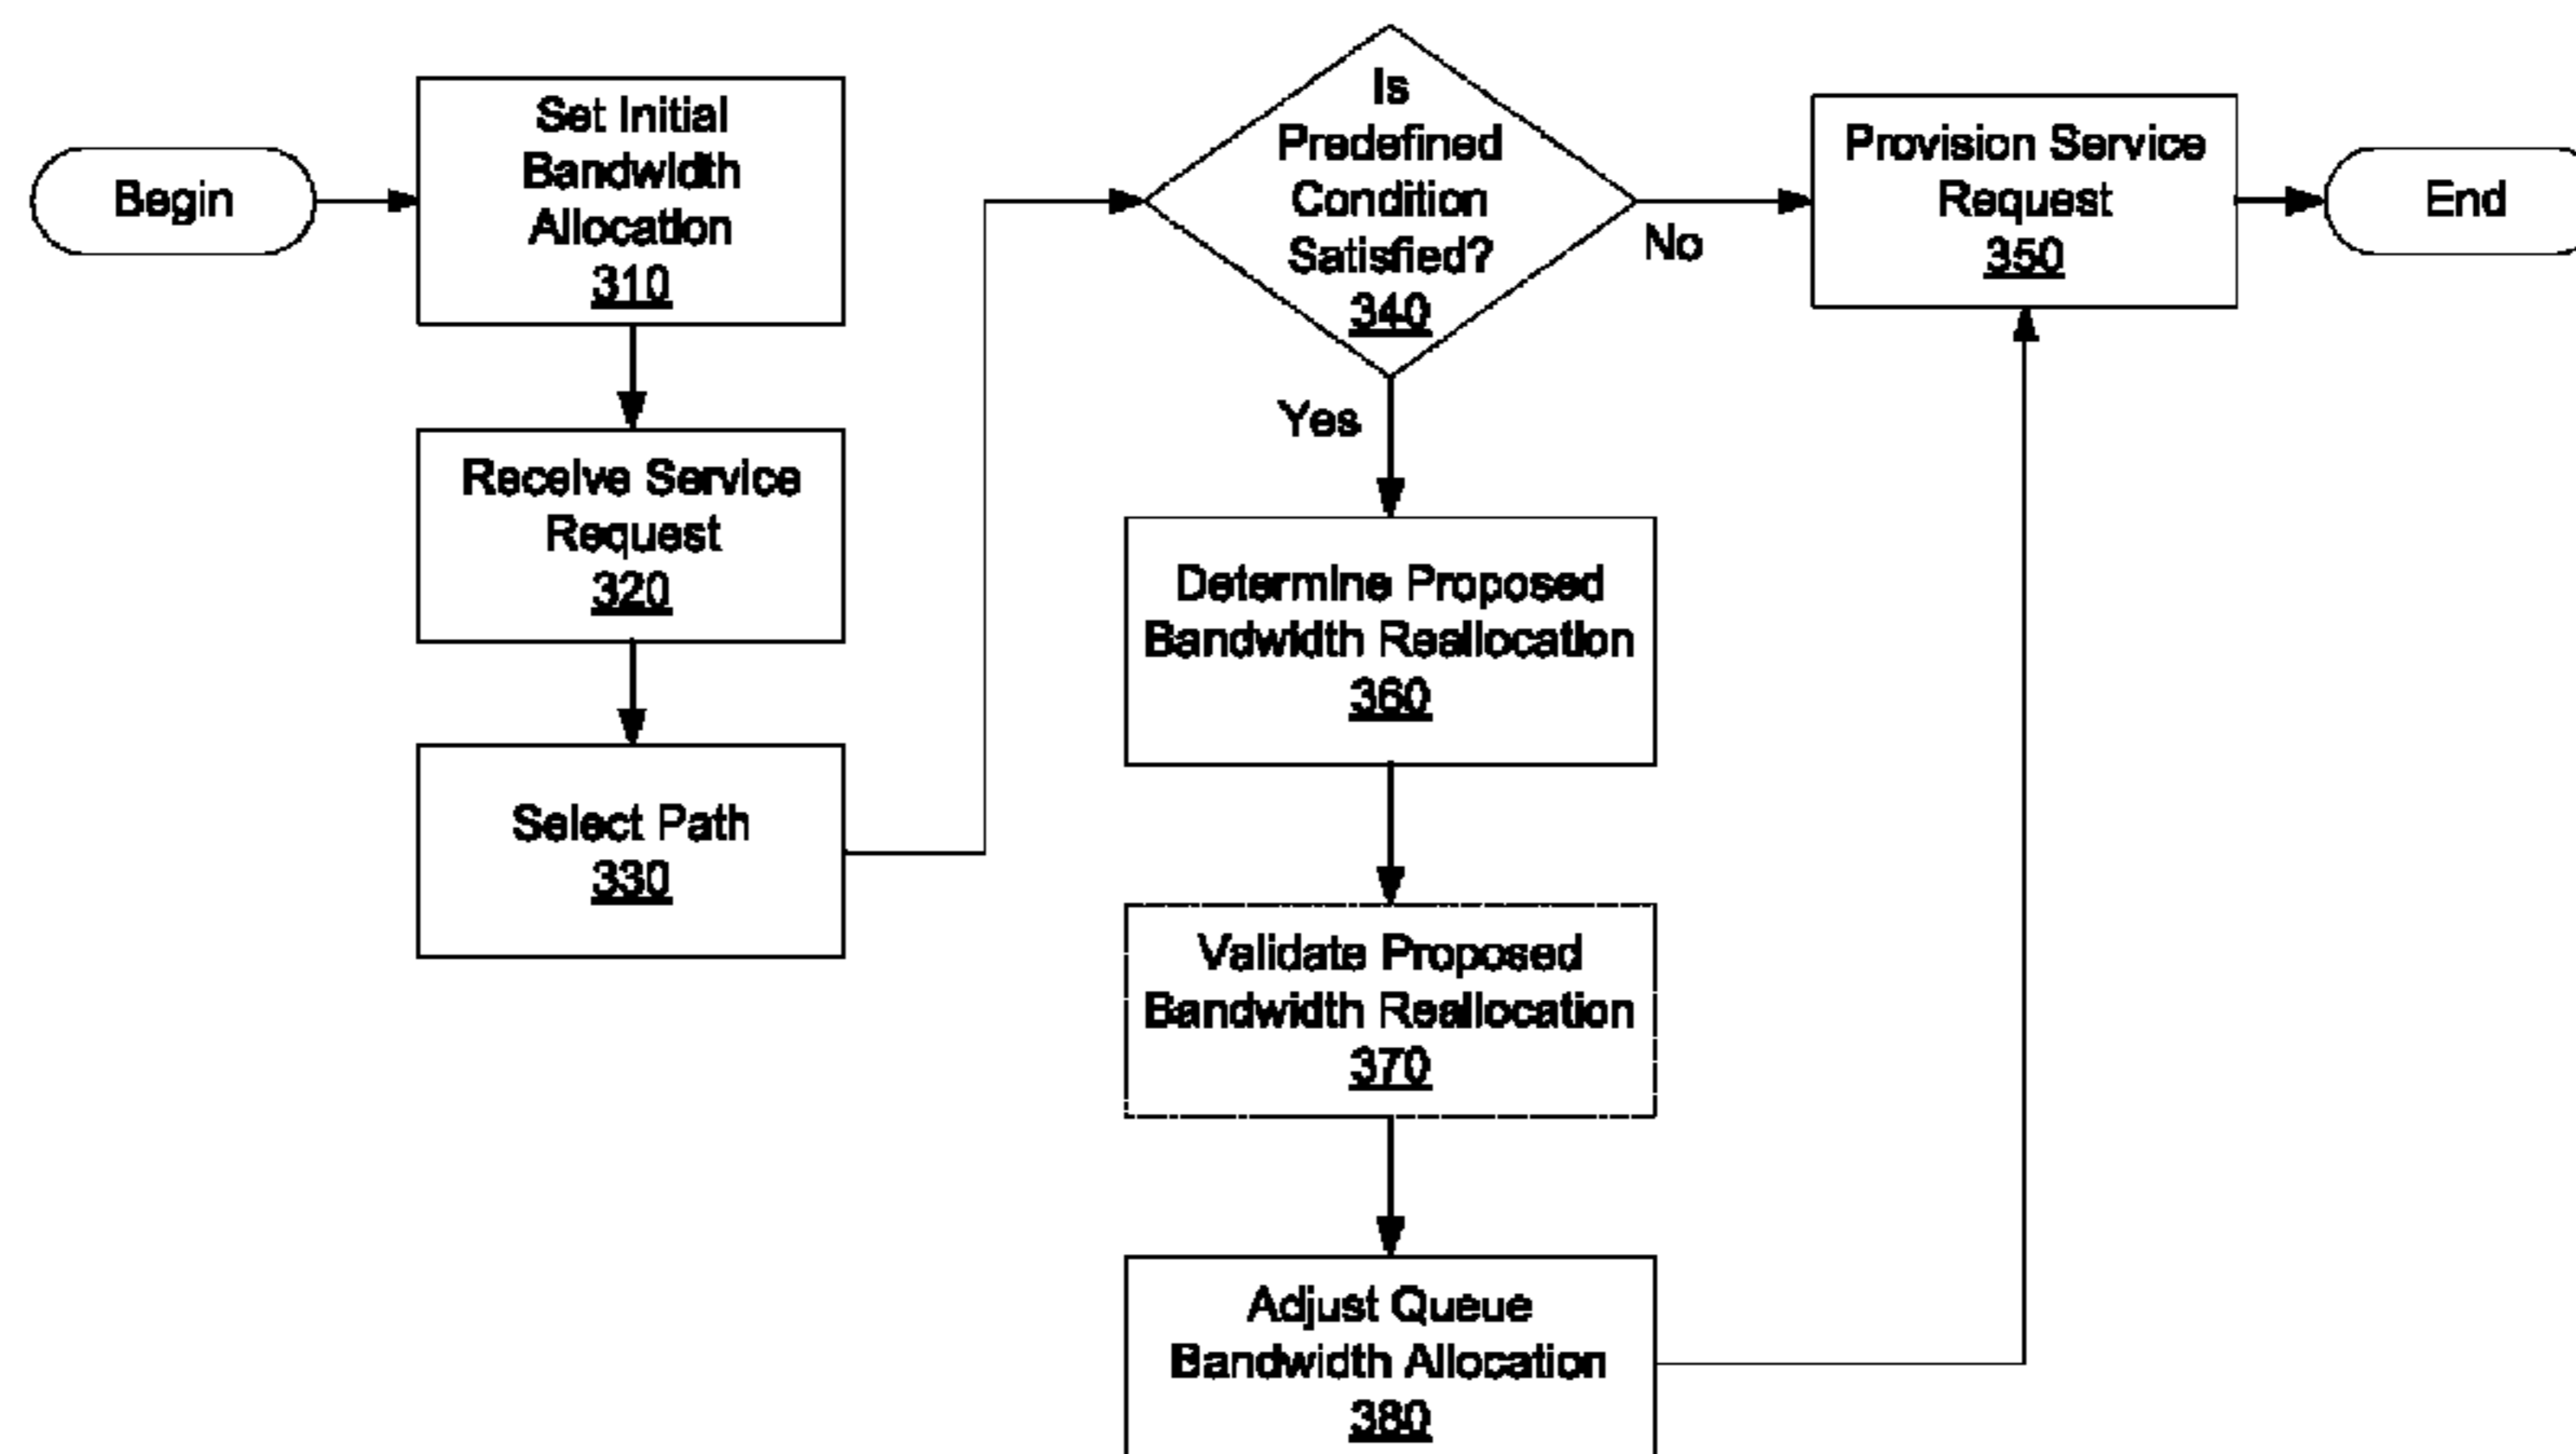 Begin
Set Initial
Bandwidth
Allocation
310
Receive Service
Request
320
Select Path
330
Is
Predefined
Condition
Satisfied?
340
No
Yes
Provision Service
Request
350
End
Determine Proposed
Bandwidth Reallocation
360
Validate Proposed
Bandwidth Reallocation
370
Adjust Queue
Bandwidth Allocation
380